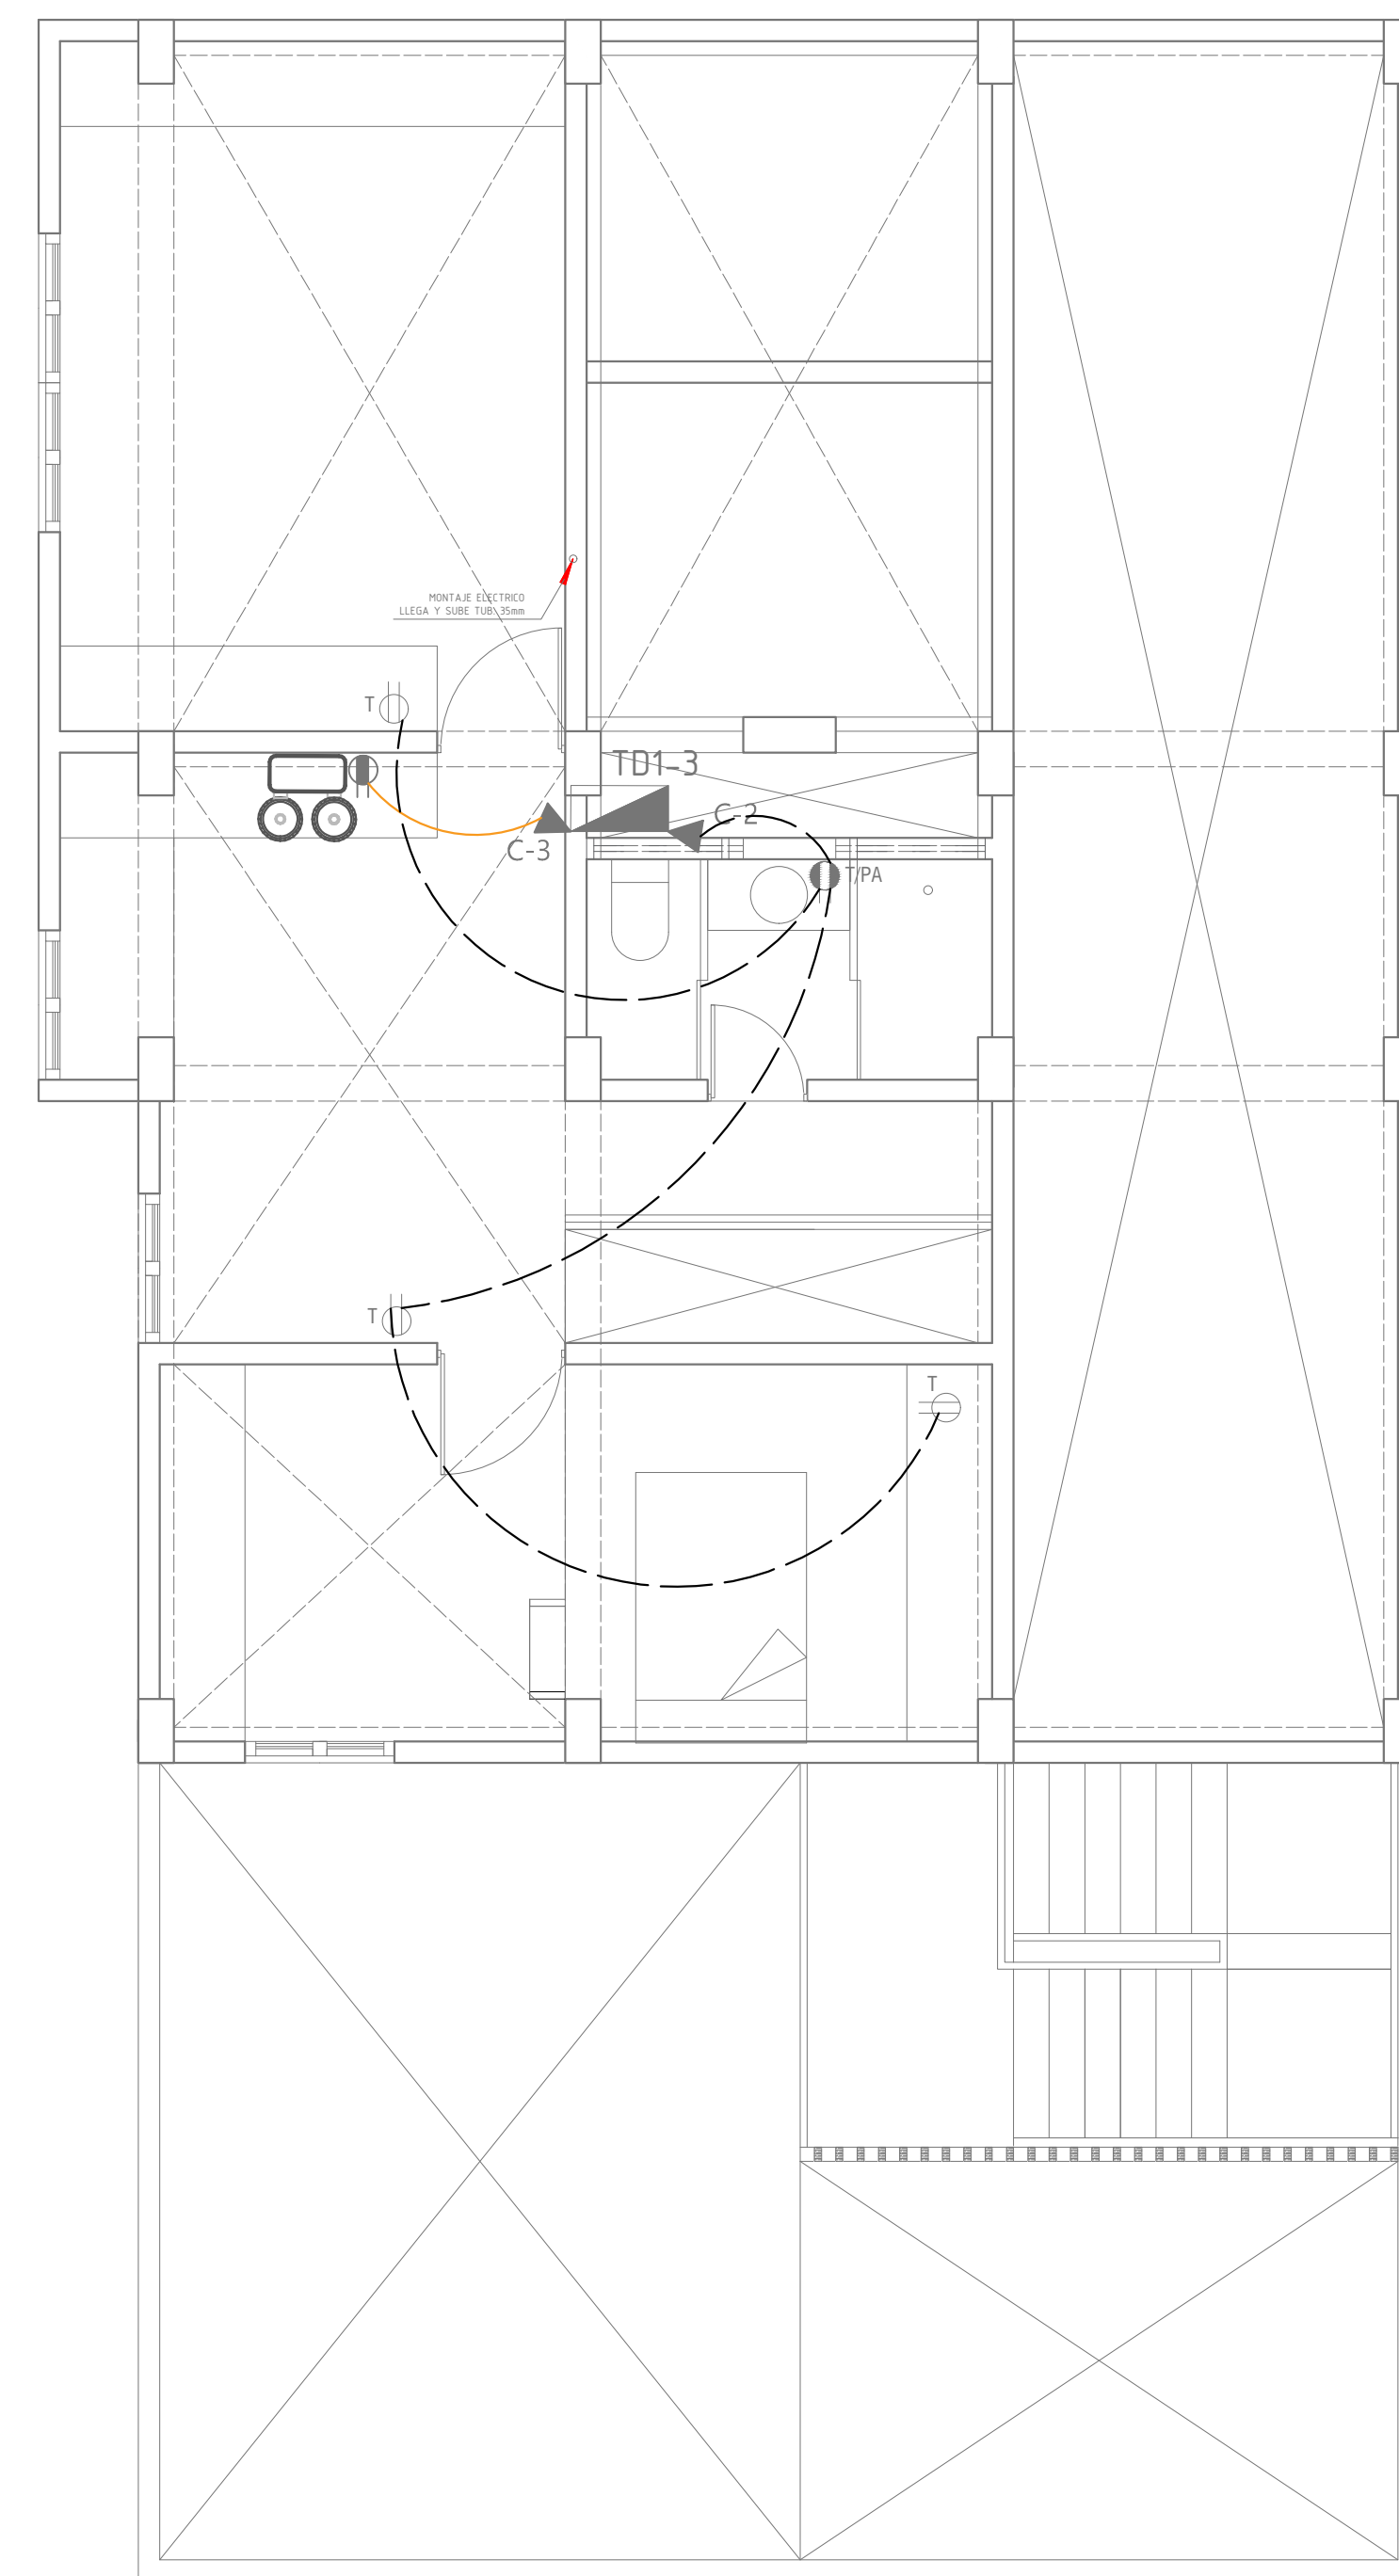 MONTAJE ELECTRICO
LLEGA Y SUBE TUB. 35mm
T
TD1-3
C-2
C-3
T/PA
T
T